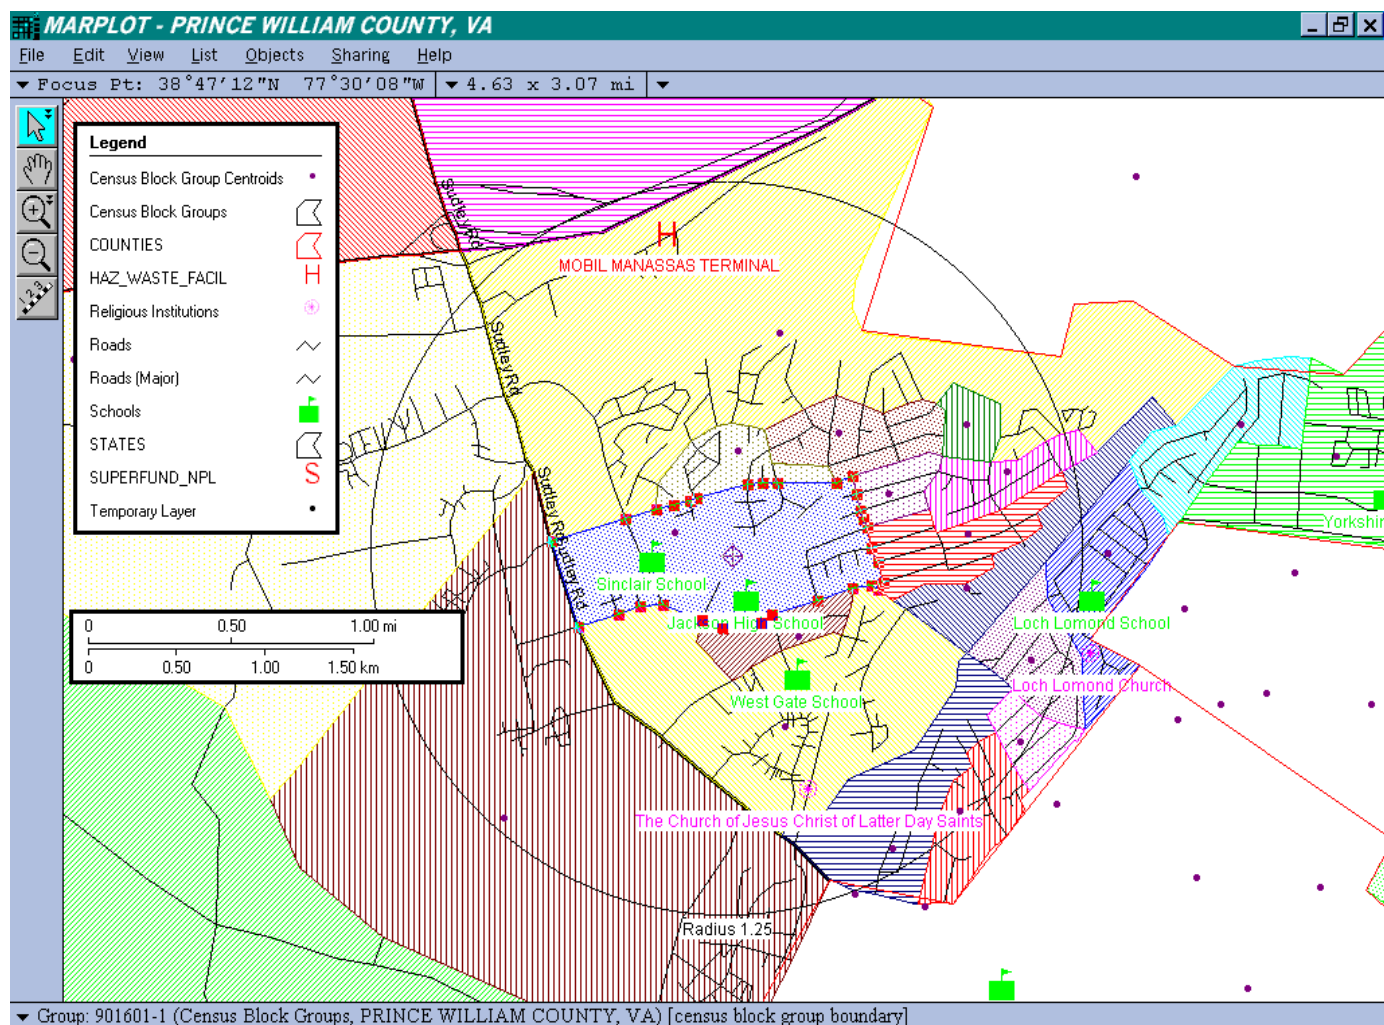 MARPLOT - PRINCE WILLIAM COUNTY, VA
File Edit View List Objects Sharing Help
Focus Pt: 38°47'12"N 77°30'08"W 4.63 x 3.07 mi
Legend
Census Block Group Centroids
Census Block Groups
COUNTIES
HAZ_WASTE_FACIL H
Religious Institutions
Roads
Roads (Major)
Schools
STATES
SUPERFUND_NPL S
Temporary Layer
1 2 3
Sudley Rd
H
MOBIL MANASSAS TERMINAL
Sudley Rd
Sudley Rd
Sudley Rd
Yorkshir
Sinclair School
Jackson High School
Loch Lomond School
0 0.50 1.00 mi
0 0.50 1.00 1.50 km
West Gate School
Loch Lomond Church
The Church of Jesus Christ of Latter Day Saints
Radius 1.25
Group: 901601-1 (Census Block Groups, PRINCE WILLIAM COUNTY, VA) [census block group boundary]